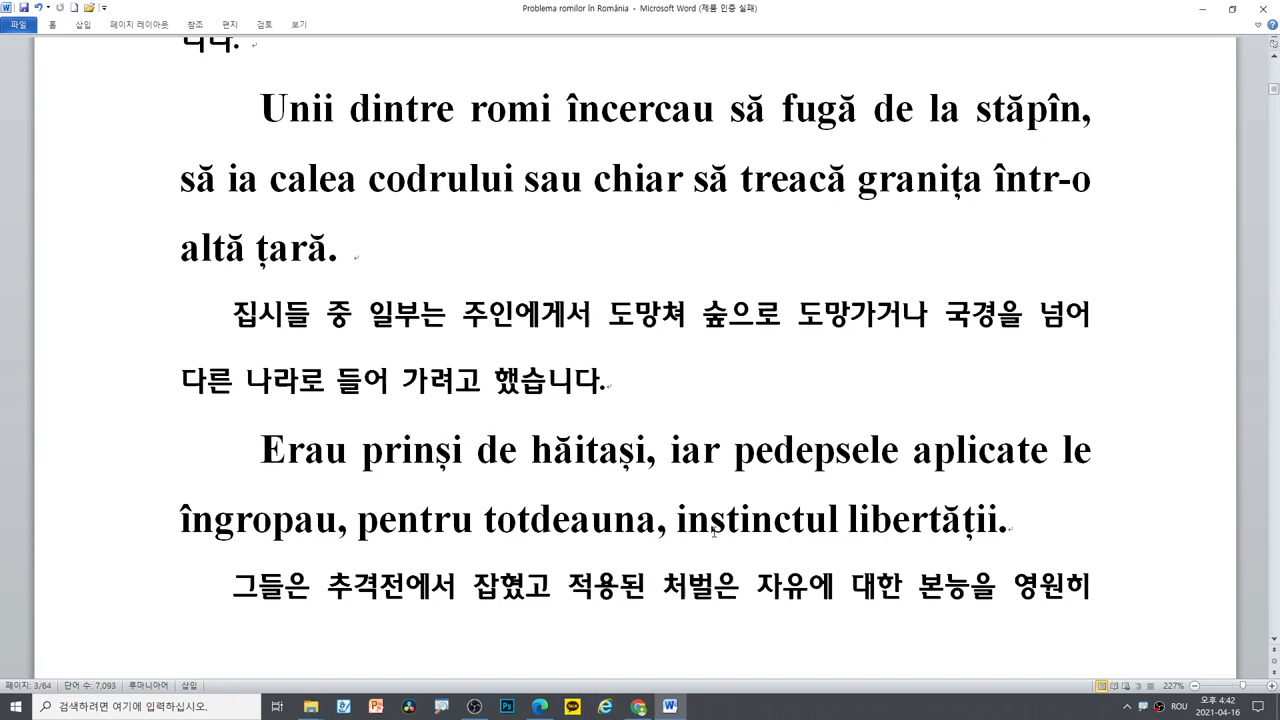 Problema romilor în România - Microsoft Word (제품 인증 실패)
파일 홈 삽입 페이지 레이아웃 참조 편지 검토 보기
니다.
Unii dintre romi încercau să fugă de la stăpîn,
să ia calea codrului sau chiar să treacă granița într-o
altă țară.
집시들 중 일부는 주인에게서 도망쳐 숲으로 도망가거나 국경을 넘어
다른 나라로 들어 가려고 했습니다.
Erau prinși de hăitași, iar pedepsele aplicate le
îngropau, pentru totdeauna, instinctul libertății.
그들은 추격전에서 잡혔고 적용된 처벌은 자유에 대한 본능을 영원히
페이지: 3/64 단어 수: 7,093 루마니아어 삽입 227%
검색하려면 여기에 입력하십시오. ROU 오후 4:42
2021-04-16